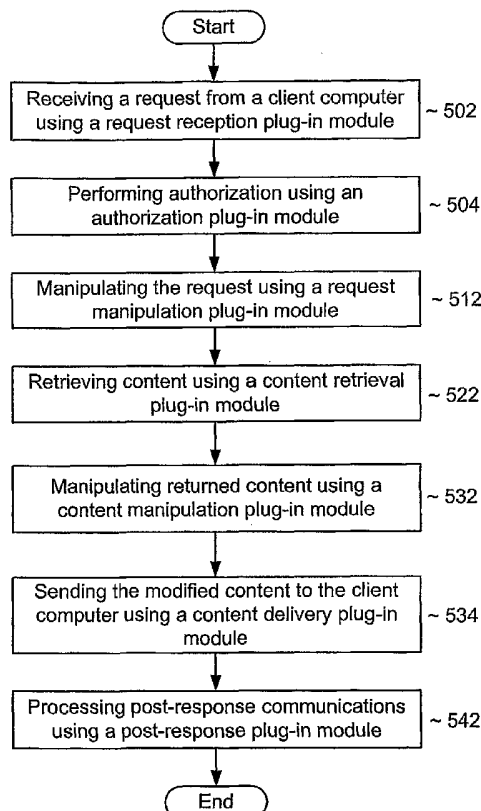 Start
Receiving a request from a client computer
using a request reception plug-in module
~ 502
Performing authorization using an
authorization plug-in module
~ 504
Manipulating the request using a request
manipulation plug-in module
~ 512
Retrieving content using a content retrieval
plug-in module
~ 522
Manipulating returned content using a
content manipulation plug-in module
~ 532
Sending the modified content to the client
computer using a content delivery plug-in
module
~ 534
Processing post-response communications
using a post-response plug-in module
~ 542
End